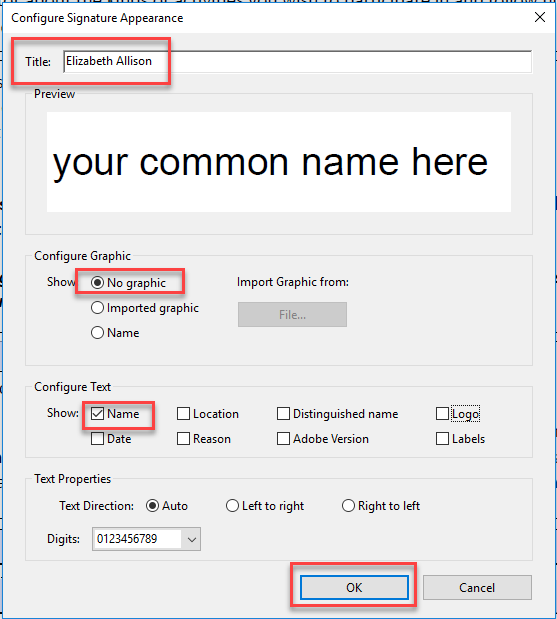 Configure Signature Appearance
Title: Elizabeth Allison
Preview
your common name here
Configure Graphic
Show No graphic Import Graphic from:
Imported graphic File...
Name
Configure Text
Show: Name Location Distinguished name Logo
Date Reason Adobe Version Labels
Text Properties
Text Direction: Auto Left to right Right to left
Digits: 0123456789
OK Cancel